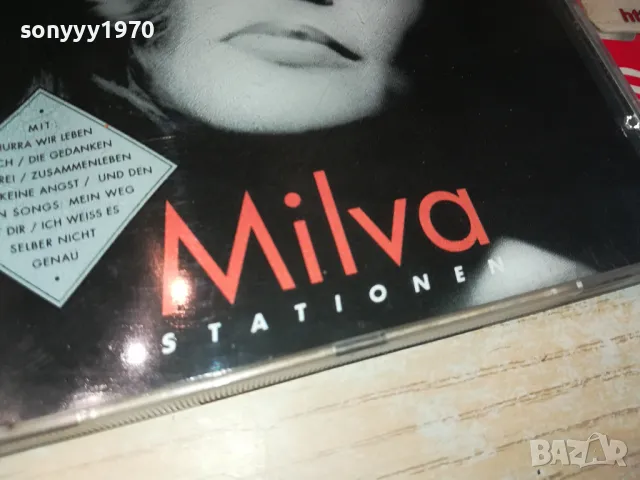 sonyyy1970
MIT
HURRA WIR LEBEN
CH / DIE GEDANKEN
REI / ZUSAMMENLEBEN
KEINE ANGST / UND DEN
N SONGS: MEIN WEG
DIR / ICH WEISS ES
SELBER NICHT
GENAU
Milva
STATIONEN
BAZAR